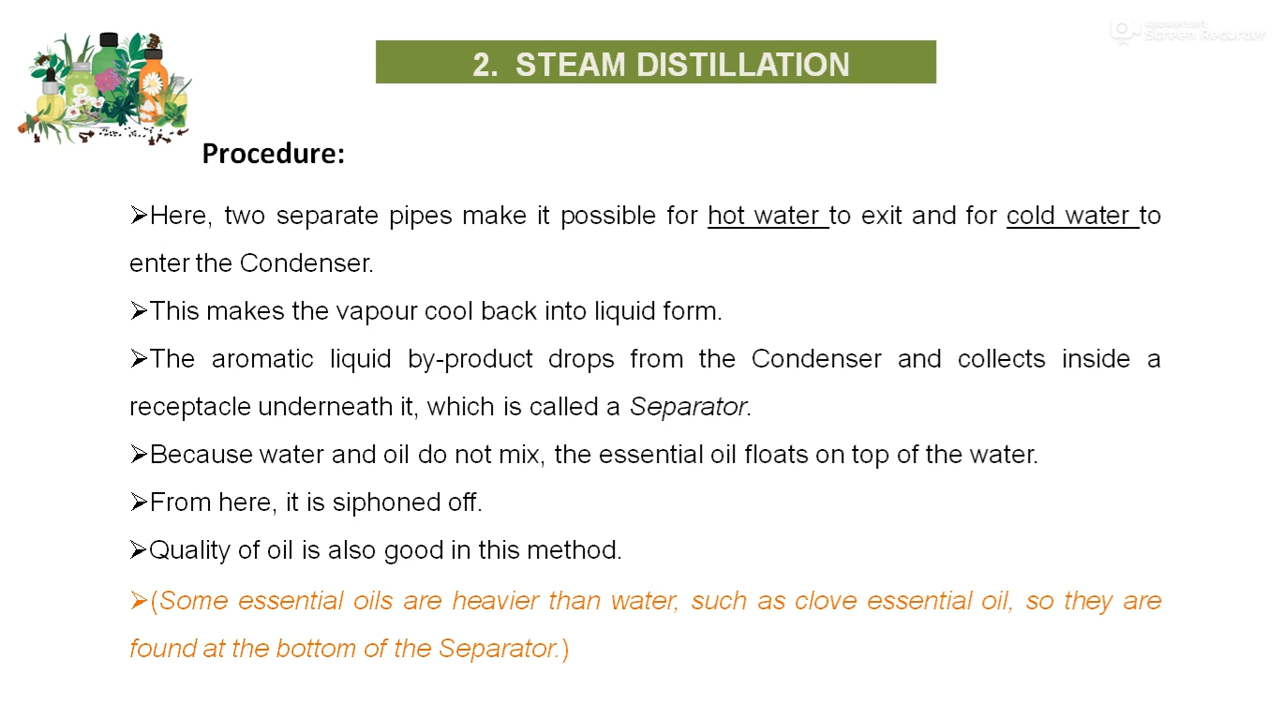 Apowersoft
Screen Recorder
2. STEAM DISTILLATION
Procedure:
➢Here, two separate pipes make it possible for hot water to exit and for cold water to
enter the Condenser.
➢This makes the vapour cool back into liquid form.
➢The aromatic liquid by-product drops from the Condenser and collects inside a
receptacle underneath it, which is called a Separator.
➢Because water and oil do not mix, the essential oil floats on top of the water.
➢From here, it is siphoned off.
➢Quality of oil is also good in this method.
➢(Some essential oils are heavier than water, such as clove essential oil, so they are
found at the bottom of the Separator.)